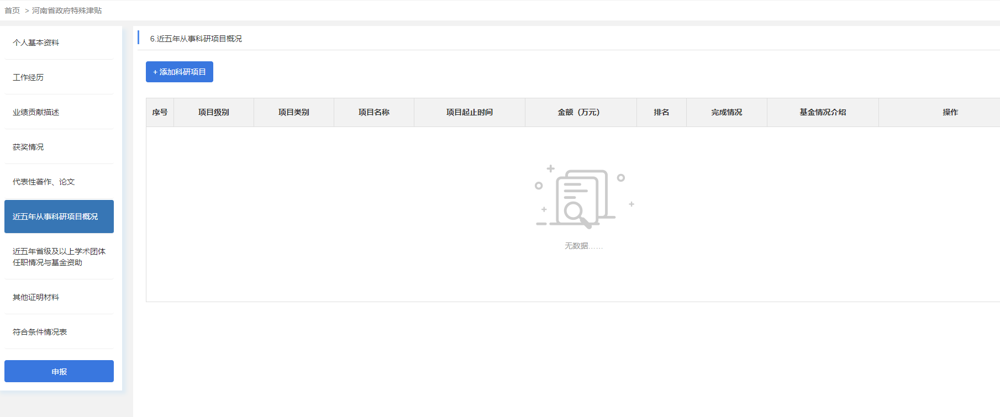 首页 > 河南省政府特殊津贴
个人基本资料
工作经历
业绩贡献描述
获奖情况
代表性著作、论文
近五年从事科研项目概况
近五年省级及以上学术团体
任职情况与基金资助
其他证明材料
符合条件情况表
申报
6.近五年从事科研项目概况
+ 添加科研项目
序号 项目级别 项目类别 项目名称 项目起止时间 金额（万元） 排名 完成情况 基金情况介绍 操作
无数据……